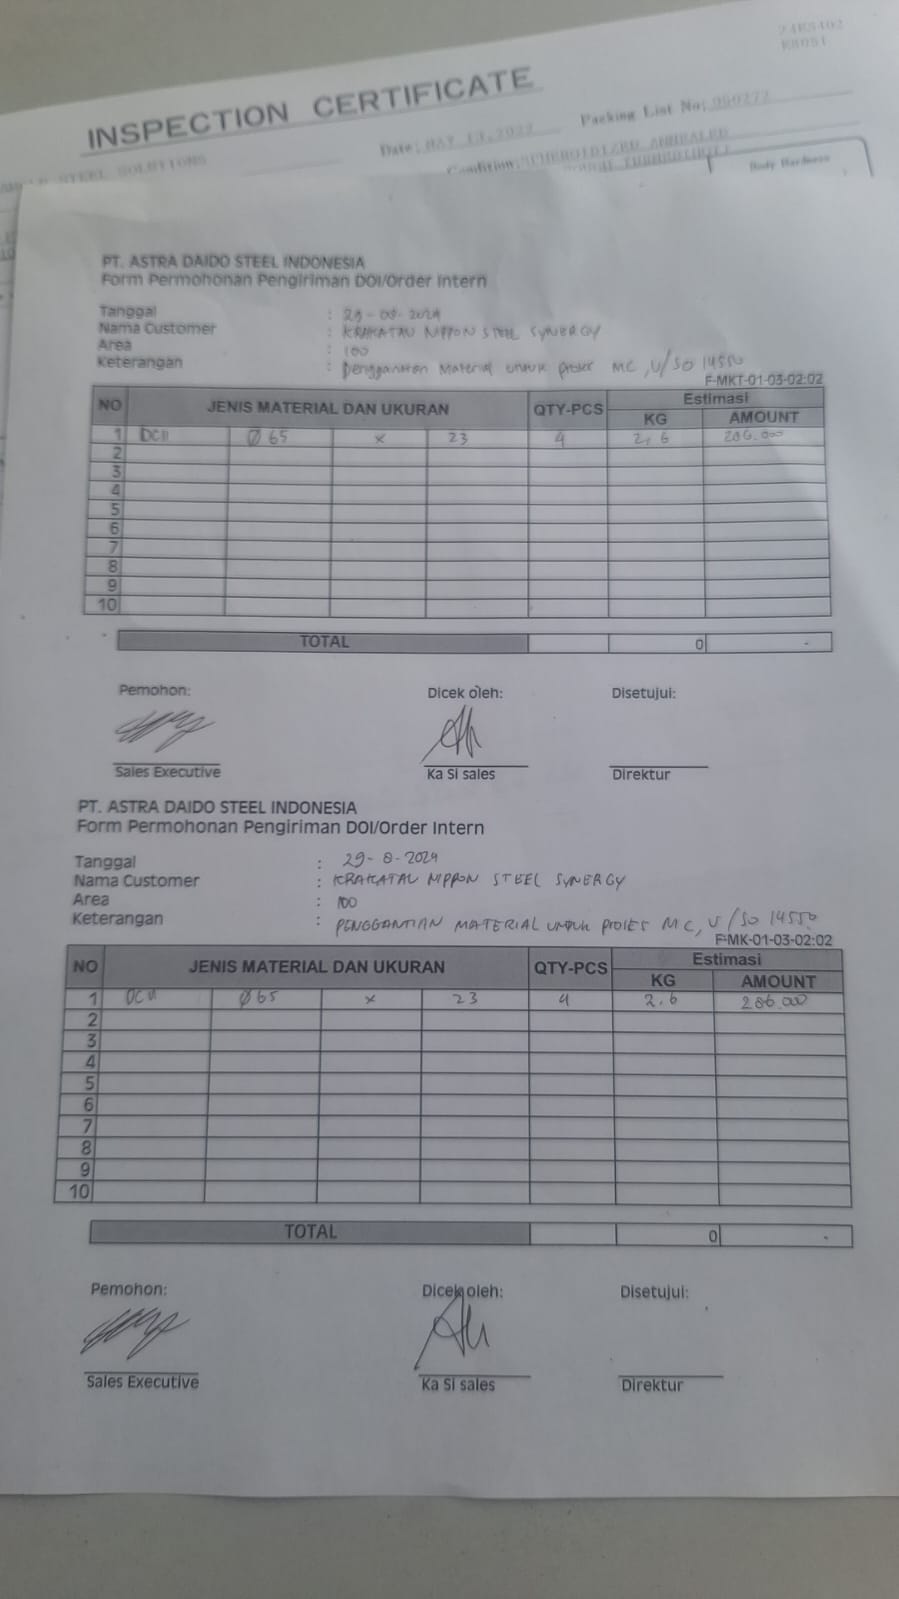 INSPECTION CERTIFICATE
Date: MAY 13, 2022
Packing List No: 060272
Condition: SPHEROIDIZED ANNEALED
Body Hardness
STEEL SOLUTIONS
PT. ASTRA DAIDO STEEL INDONESIA
Form Permohonan Pengiriman DOI/Order Intern
Tanggal : 29-08-2024
Nama Customer : KRAKATAU NIPPON STEEL SYNERGY
Area : 100
Keterangan : Penggantian Material untuk proses MC, U/SO 14550
F-MKT-01-03-02:02
NO JENIS MATERIAL DAN UKURAN QTY-PCS Estimasi
KG AMOUNT
1 DC11 Ø 65 x 23 4 2,6 286.000
2
3
4
5
6
7
8
9
10
TOTAL 0 -
Pemohon: Dicek oleh: Disetujui:
Sales Executive Ka Si sales Direktur
PT. ASTRA DAIDO STEEL INDONESIA
Form Permohonan Pengiriman DOI/Order Intern
Tanggal : 29-8-2024
Nama Customer : KRAKATAU NIPPON STEEL SYNERGY
Area : 100
Keterangan : PENGGANTIAN MATERIAL UNTUK PROSES MC, U/SO 14550
F-MK-01-03-02:02
NO JENIS MATERIAL DAN UKURAN QTY-PCS Estimasi
KG AMOUNT
1 DC11 Ø65 x 23 4 2.6 286.000
2
3
4
5
6
7
8
9
10
TOTAL 0 -
Pemohon: Dicek oleh: Disetujui:
Sales Executive Ka Si sales Direktur